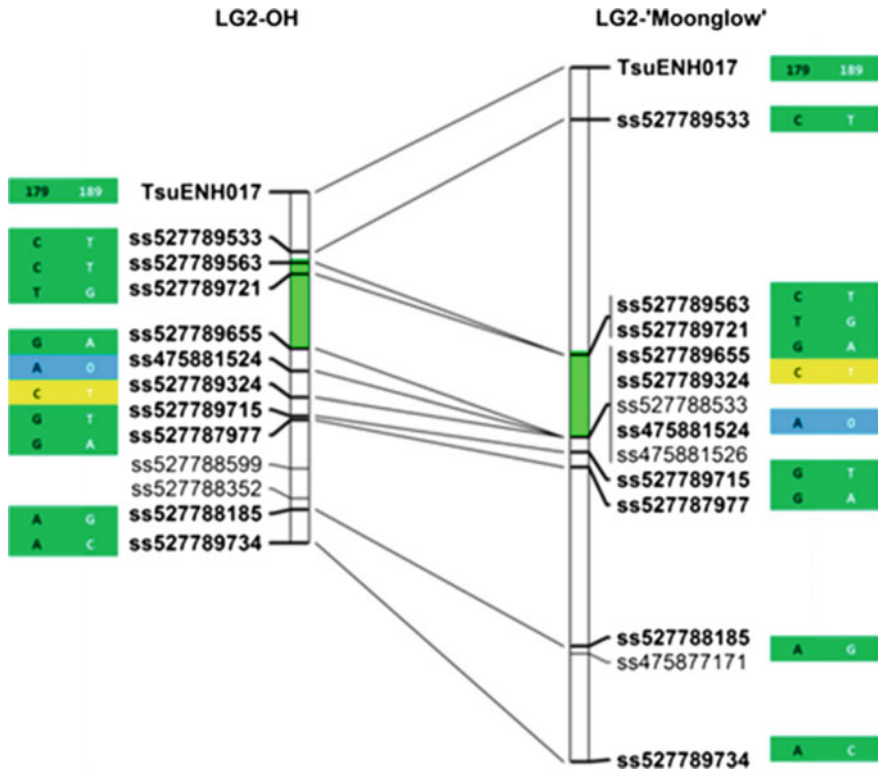 LG2-OH
179 189 TsuENH017
C T ss527789533
C T ss527789563
T G ss527789721
G A ss527789655
A 0 ss475881524
C T ss527789324
G T ss527789715
G A ss527787977
ss527788599
ss527788352
A G ss527788185
A C ss527789734
LG2-'Moonglow'
TsuENH017 179 189
ss527789533 C T
ss527789563 C T
ss527789721 T G
ss527789655 G A
ss527789324 C T
ss527788533
ss475881524 A 0
ss475881526
ss527789715 G T
ss527787977 G A
ss527788185 A G
ss475877171
ss527789734 A C